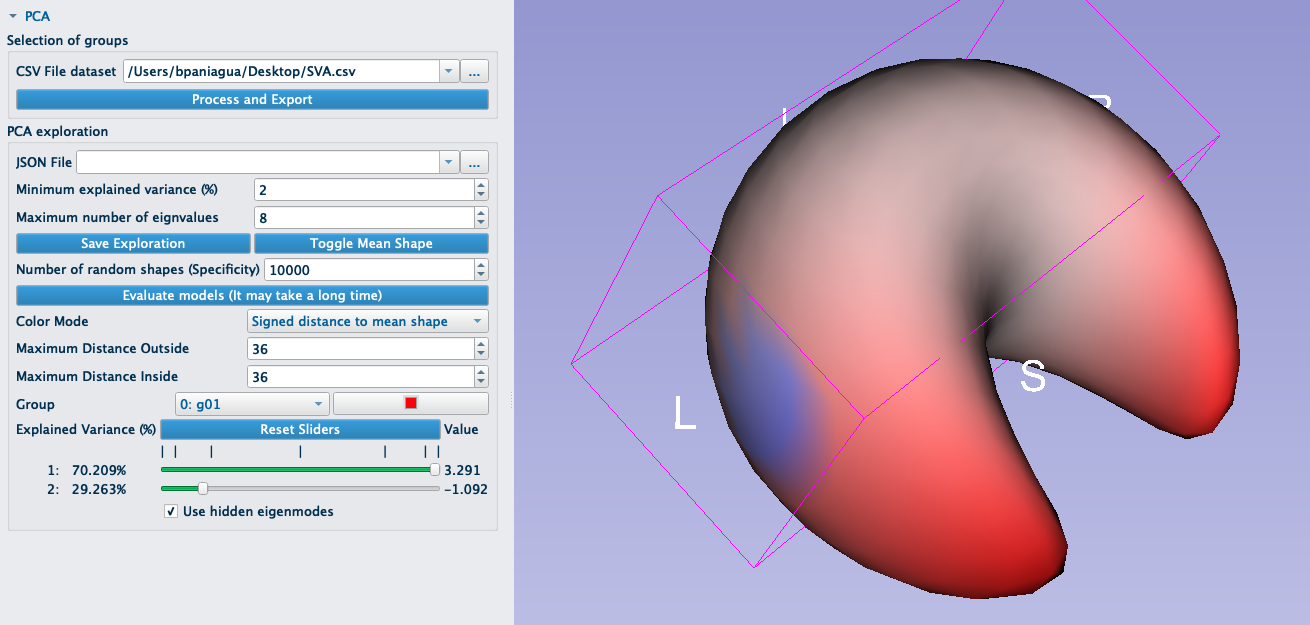 PCA
Selection of groups
CSV File dataset /Users/bpaniagua/Desktop/SVA.csv ...
Process and Export
PCA exploration
JSON File ...
Minimum explained variance (%) 2
Maximum number of eignvalues 8
Save Exploration Toggle Mean Shape
Number of random shapes (Specificity) 10000
Evaluate models (It may take a long time)
Color Mode Signed distance to mean shape
Maximum Distance Outside 36
Maximum Distance Inside 36
Group 0: g01
Explained Variance (%) Reset Sliders Value
1: 70.209% 3.291
2: 29.263% -1.092
Use hidden eigenmodes
S
L